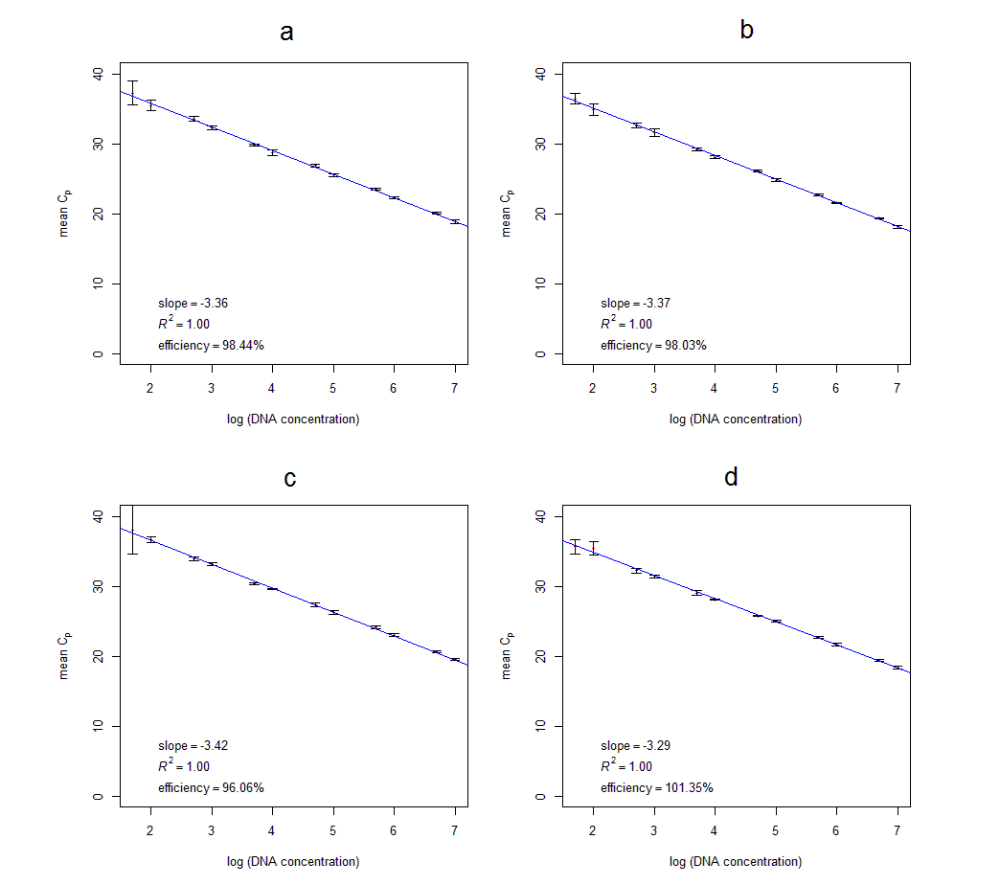 a
40
30
20
10
0
mean Cp
slope = -3.36
R2 = 1.00
efficiency = 98.44%
2 3 4 5 6 7
log (DNA concentration)
b
40
30
20
10
0
mean Cp
slope = -3.37
R2 = 1.00
efficiency = 98.03%
2 3 4 5 6 7
log (DNA concentration)
c
40
30
20
10
0
mean Cp
slope = -3.42
R2 = 1.00
efficiency = 96.06%
2 3 4 5 6 7
log (DNA concentration)
d
40
30
20
10
0
mean Cp
slope = -3.29
R2 = 1.00
efficiency = 101.35%
2 3 4 5 6 7
log (DNA concentration)